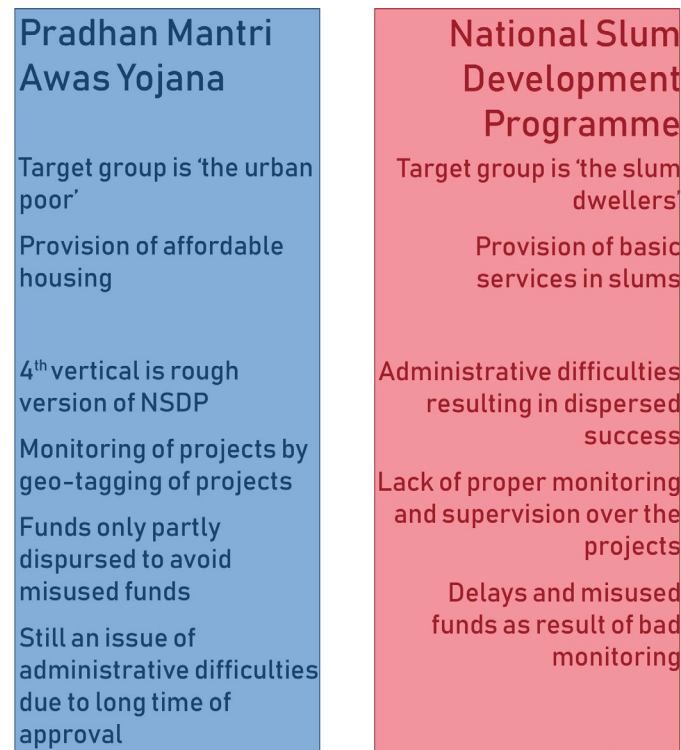 Pradhan Mantri
Awas Yojana
Target group is ‘the urban
poor’
Provision of affordable
housing
4th vertical is rough
version of NSDP
Monitoring of projects by
geo-tagging of projects
Funds only partly
dispursed to avoid
misused funds
Still an issue of
administrative difficulties
due to long time of
approval
National Slum
Development
Programme
Target group is ‘the slum
dwellers’
Provision of basic
services in slums
Administrative difficulties
resulting in dispersed
success
Lack of proper monitoring
and supervision over the
projects
Delays and misused
funds as result of bad
monitoring